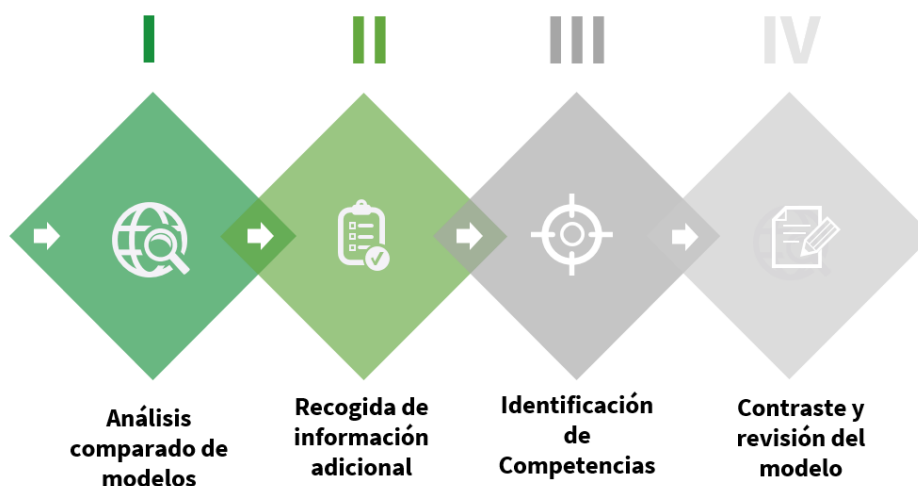 I
II
III
IV
Análisis
comparado de
modelos
Recogida de
información
adicional
Identificación
de
Competencias
Contraste y
revisión del
modelo